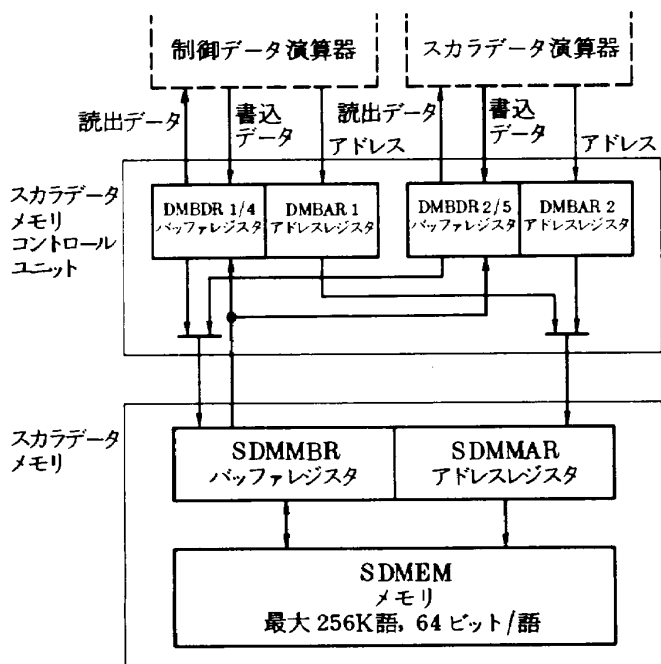 制御データ演算器
スカラデータ演算器
読出データ
書込
データ
アドレス
読出データ
書込
データ
アドレス
スカラデータ
メモリ
コントロール
ユニット
DMBDR 1/4
バッファレジスタ
DMBAR 1
アドレスレジスタ
DMBDR 2/5
バッファレジスタ
DMBAR 2
アドレスレジスタ
スカラデータ
メモリ
SDMMBR
バッファレジスタ
SDMMAR
アドレスレジスタ
SDMEM
メモリ
最大 256K語, 64 ビット/語